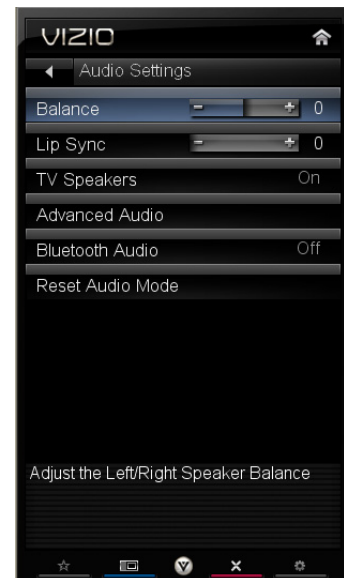 VIZIO
Audio Settings
Balance - + 0
Lip Sync - + 0
TV Speakers On
Advanced Audio
Bluetooth Audio Off
Reset Audio Mode
Adjust the Left/Right Speaker Balance
V